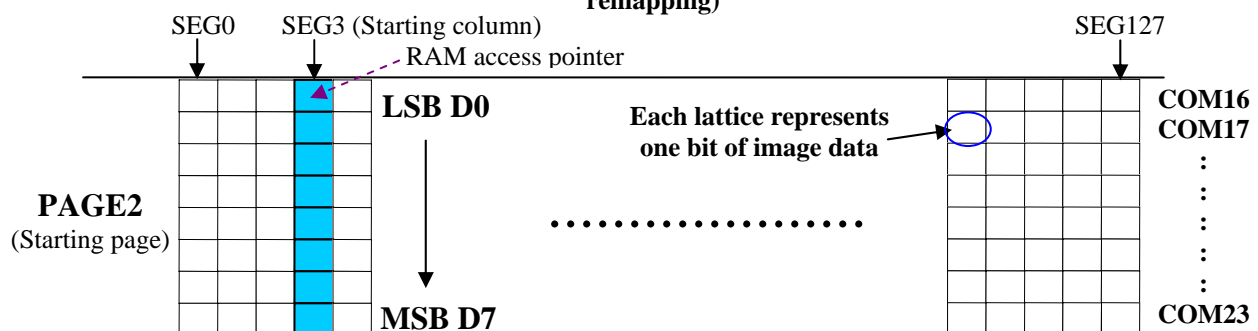 remapping)
SEG0 SEG3 (Starting column) SEG127
RAM access pointer
LSB D0
Each lattice represents
one bit of image data
COM16
COM17
:
:
:
:
:
COM23
PAGE2
(Starting page)
MSB D7